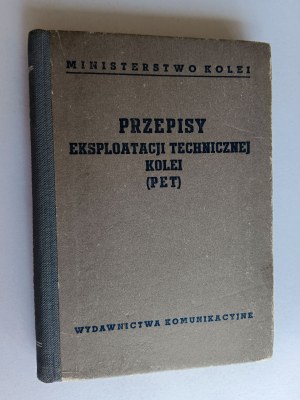 MINISTERSTWO KOLEI
PRZEPISY
EKSPLOATACJI TECHNICZNEJ
KOLEI
(PET)
WYDAWNICTWA KOMUNIKACYJNE